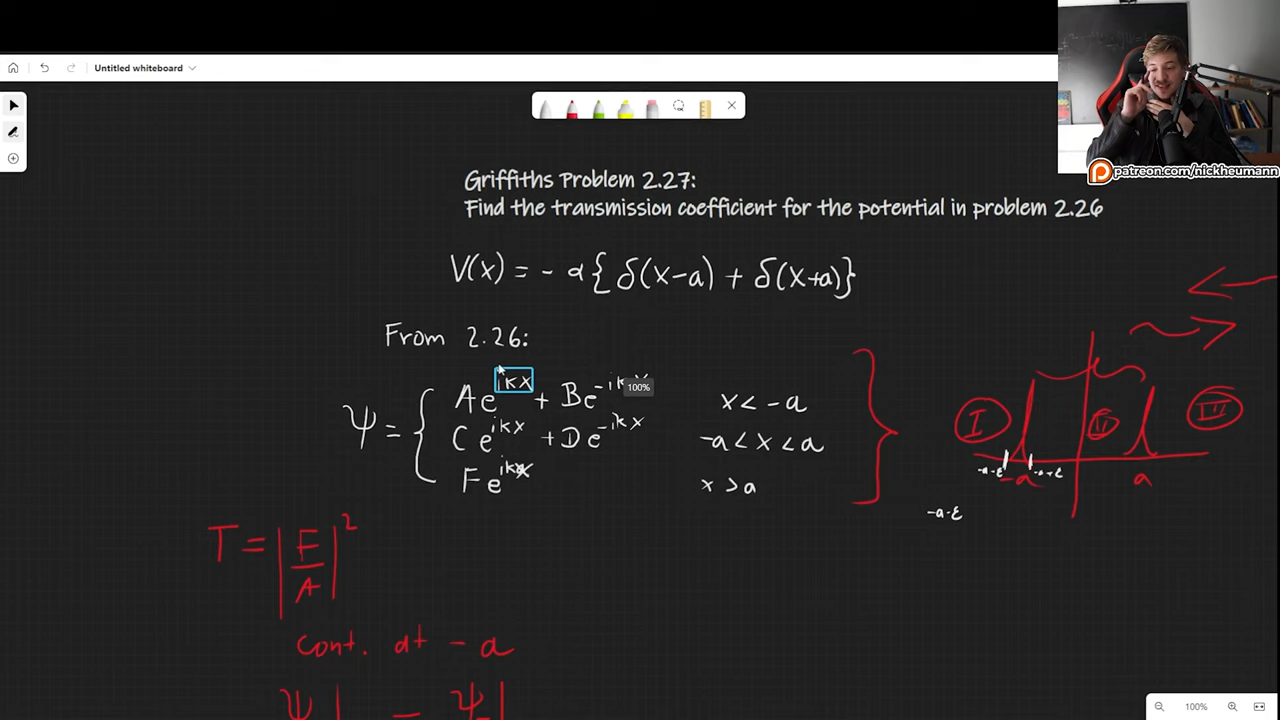 Untitled whiteboard
patreon.com/nickheumann
Griffiths Problem 2.27:
Find the transmission coefficient for the potential in problem 2.26
V(x) = - α{ δ(x-a) + δ(x+a)}
From 2.26:
Ψ = { Ae^{ikx} + Be^{-ikx} x < -a
Ce^{ikx} + De^{-ikx} -a < x < a
Fe^{ikx} x > a }
100%
I II III
-a-ε -a+ε
-a a
-a-ε
T = |F/A|^2
cont. at - a
Ψ| = Ψ|
100%